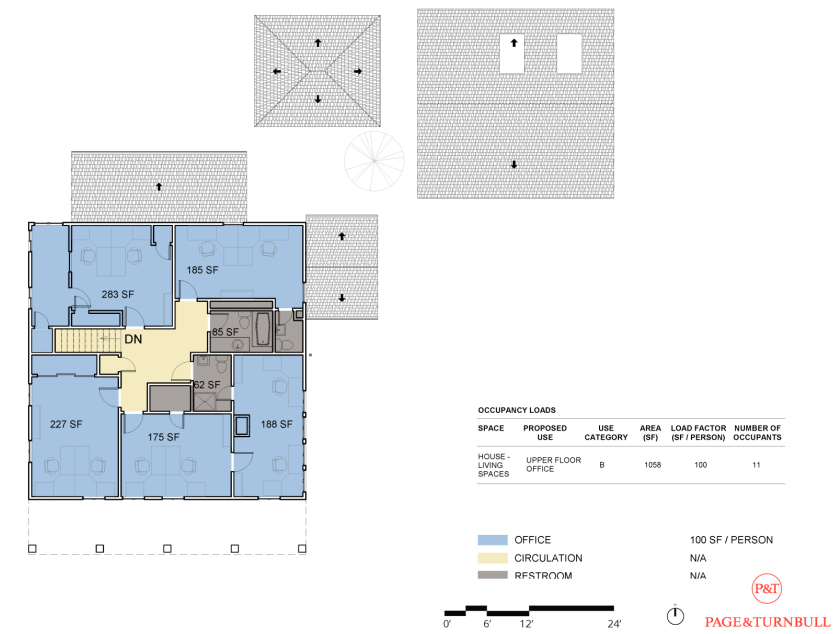 283 SF
185 SF
DN
85 SF
62 SF
227 SF
175 SF
188 SF
OCCUPANCY LOADS
SPACE PROPOSED USE USE CATEGORY AREA (SF) LOAD FACTOR (SF / PERSON) NUMBER OF OCCUPANTS
HOUSE - LIVING SPACES UPPER FLOOR OFFICE B 1058 100 11
OFFICE 100 SF / PERSON
CIRCULATION N/A
RESTROOM N/A
0' 6' 12' 24'
P&T
PAGE & TURNBULL